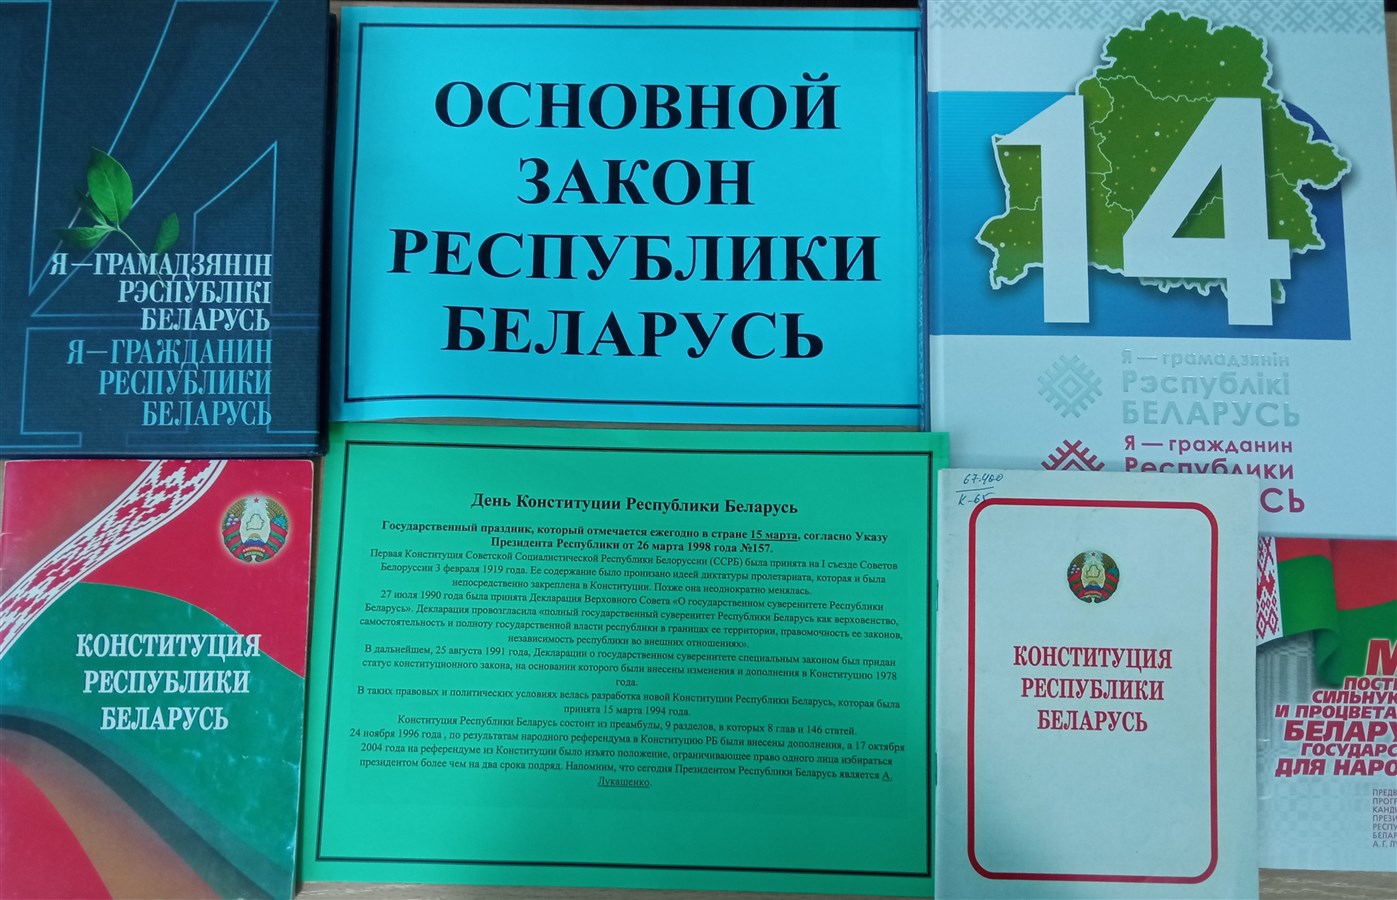 Я—ГРАМАДЗЯНІН
РЭСПУБЛІКІ
БЕЛАРУСЬ
Я—ГРАЖДАНИН
РЕСПУБЛИКИ
БЕЛАРУСЬ
ОСНОВНОЙ
ЗАКОН
РЕСПУБЛИКИ
БЕЛАРУСЬ
14
Я — грамадзянін
Рэспублікі
БЕЛАРУСЬ
Я — гражданин
Республики
КОНСТИТУЦИЯ
РЕСПУБЛИКИ
БЕЛАРУСЬ
День Конституции Республики Беларусь
Государственный праздник, который отмечается ежегодно в стране 15 марта, согласно Указу
Президента Республики от 26 марта 1998 года №157.
Первая Конституция Советской Социалистической Республики Белоруссии (ССРБ) была принята на I съезде Советов
Белоруссии 3 февраля 1919 года. Ее содержание было пронизано идеей диктатуры пролетариата, которая и была
непосредственно закреплена в Конституции. Позже она неоднократно менялась.
27 июля 1990 года была принята Декларация Верховного Совета «О государственном суверенитете Республики
Беларусь». Декларация провозгласила «полный государственный суверенитет Республики Беларусь как верховенство,
самостоятельность и полноту государственной власти республики в границах ее территории, правомочность ее законов,
независимость республики во внешних отношениях».
В дальнейшем, 25 августа 1991 года, Декларации о государственном суверенитете специальным законом был придан
статус конституционного закона, на основании которого были внесены изменения и дополнения в Конституцию 1978
года.
В таких правовых и политических условиях велась разработка новой Конституции Республики Беларусь, которая была
принята 15 марта 1994 года.
Конституция Республики Беларусь состоит из преамбулы, 9 разделов, в которых 8 глав и 146 статей.
24 ноября 1996 года , по результатам народного референдума в Конституцию РБ были внесены дополнения, а 17 октября
2004 года на референдуме из Конституции было изъято положение, ограничивающее право одного лица избираться
президентом более чем на два срока подряд. Напомним, что сегодня Президентом Республики Беларусь является А.
Лукашенко.
67.400
К-65
КОНСТИТУЦИЯ
РЕСПУБЛИКИ
БЕЛАРУСЬ
И ПРОЦВЕТА
БЕЛАРУ
ГОСУДАРС
ДЛЯ НАРО